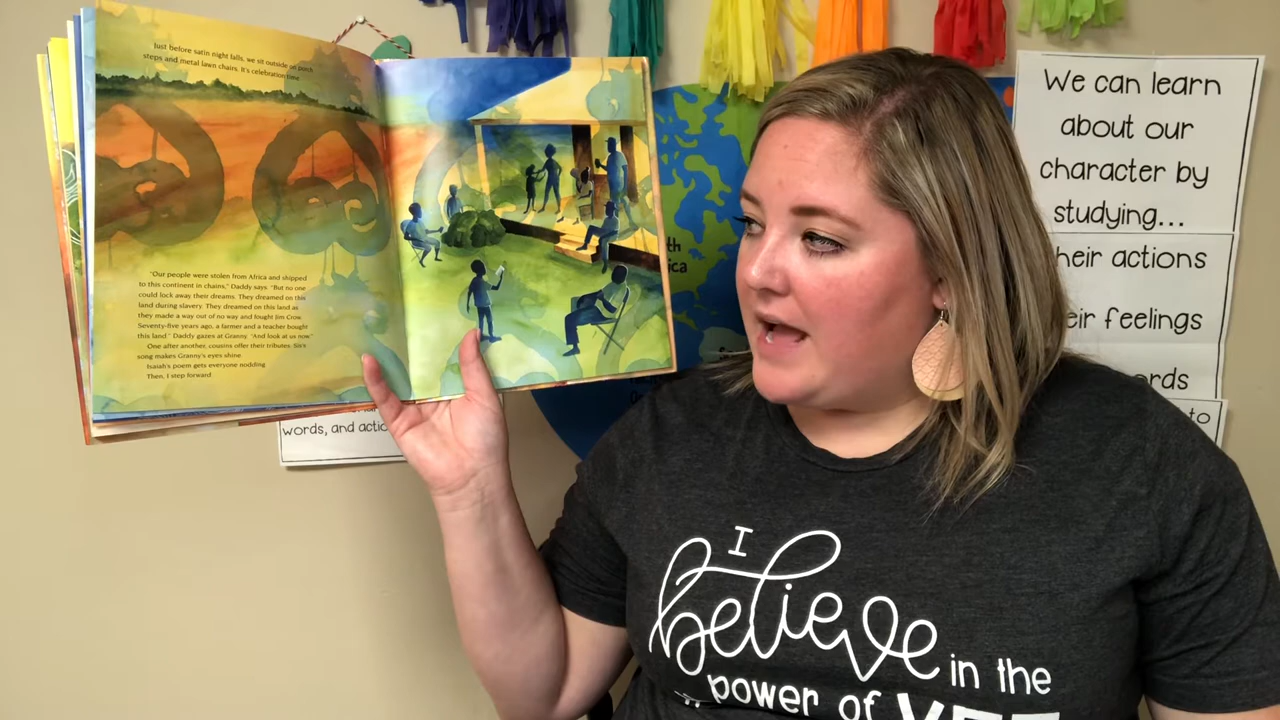 Just before satin night falls, we sit outside on porch
steps and metal lawn chairs. It's celebration time.
"Our people were stolen from Africa and shipped
to this continent in chains," Daddy says. "But no one
could lock away their dreams. They dreamed on this
land during slavery. They dreamed on this land as
they made a way out of no way and fought Jim Crow.
Seventy-five years ago, a farmer and a teacher bought
this land." Daddy gazes at Granny. "And look at us now."
One after another, cousins offer their tributes. Sis's
song makes Granny's eyes shine.
Isaiah's poem gets everyone nodding.
Then, I step forward.
words, and actio
We can learn
about our
character by
studying...
heir actions
eir feelings
rds
to
I
believe in the
power of YET